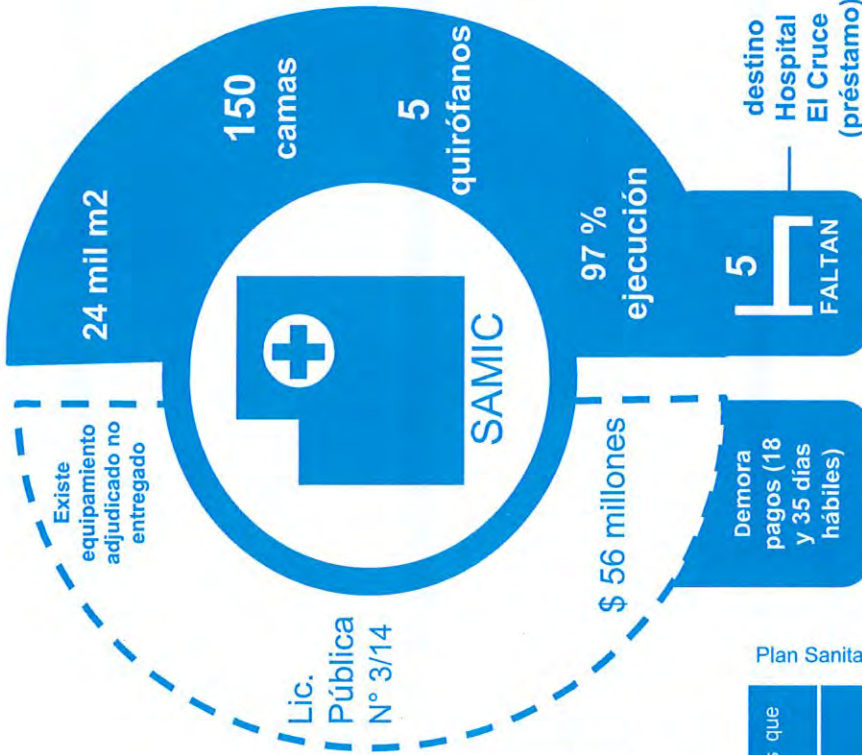 Existe
equipamiento
adjudicado no
entregado
24 mil m2
150
camas
5
quirófanos
97 %
ejecución
SAMIC
Lic.
Pública
N° 3/14
$ 56 millones
Demora
pagos (18
y 35 días
hábiles)
5
FALTAN
destino
Hospital
El Cruce
(préstamo)
Plan
que